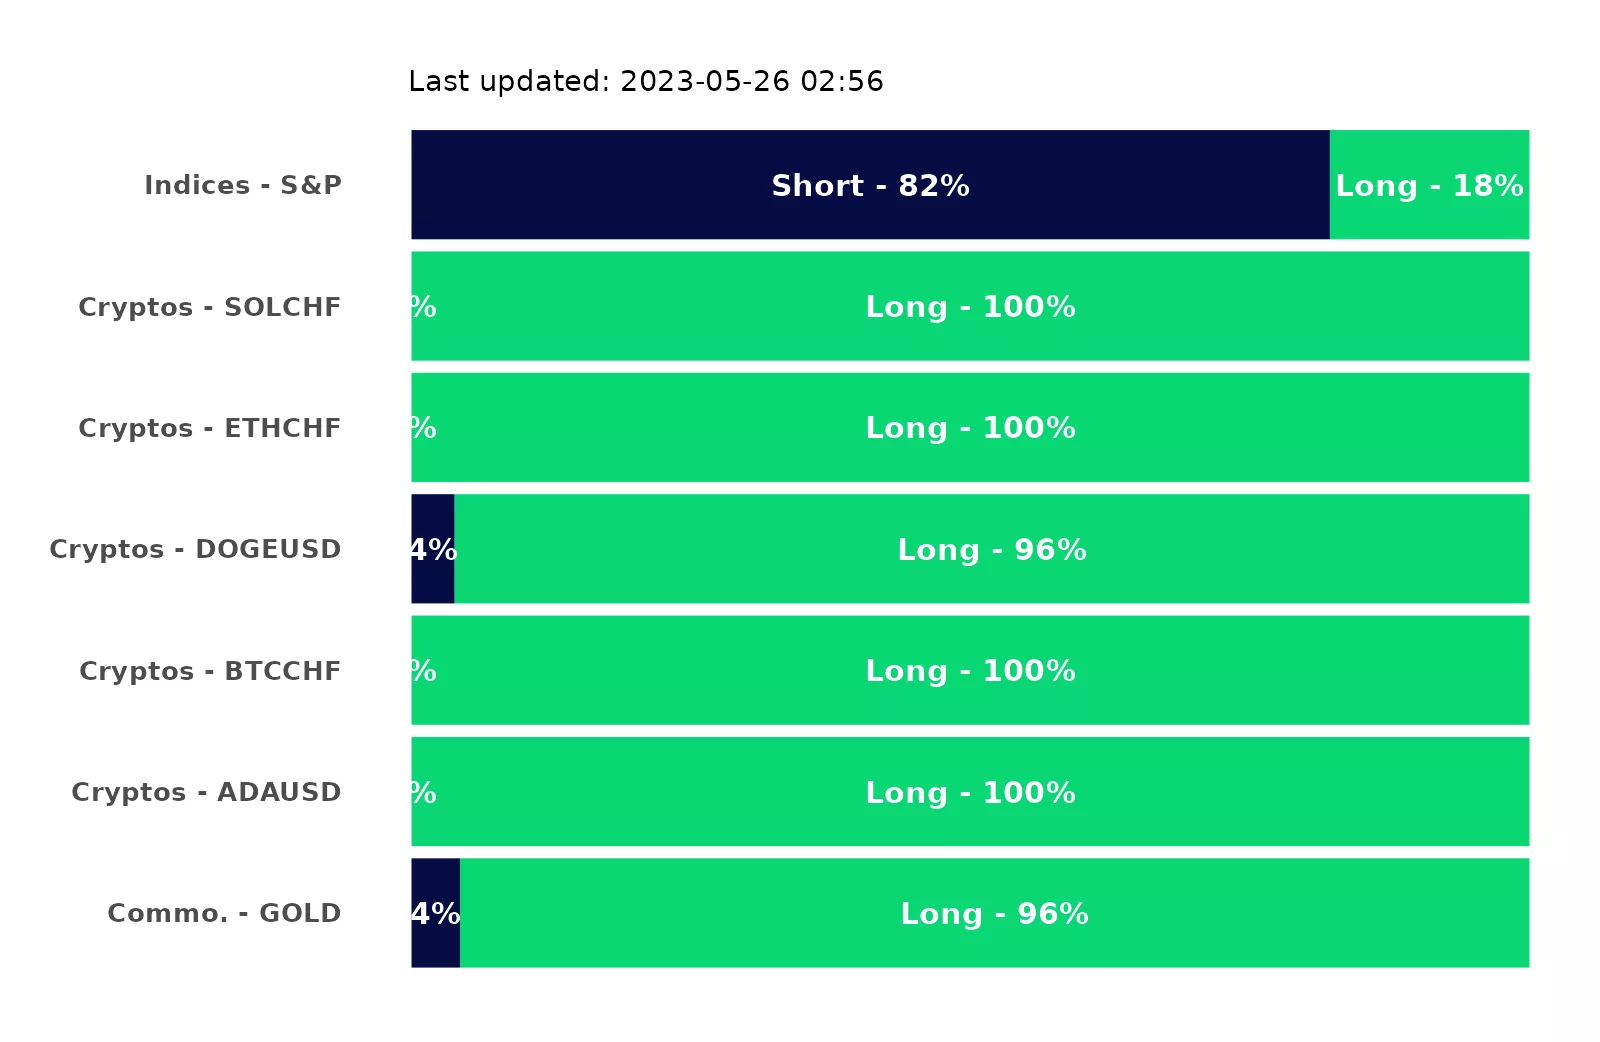 Last updated: 2023-05-26 02:56
Indices - S&P Short - 82% Long - 18%
Cryptos - SOLCHF % Long - 100%
Cryptos - ETHCHF % Long - 100%
Cryptos - DOGEUSD 4% Long - 96%
Cryptos - BTCCHF % Long - 100%
Cryptos - ADAUSD % Long - 100%
Commo. - GOLD 4% Long - 96%